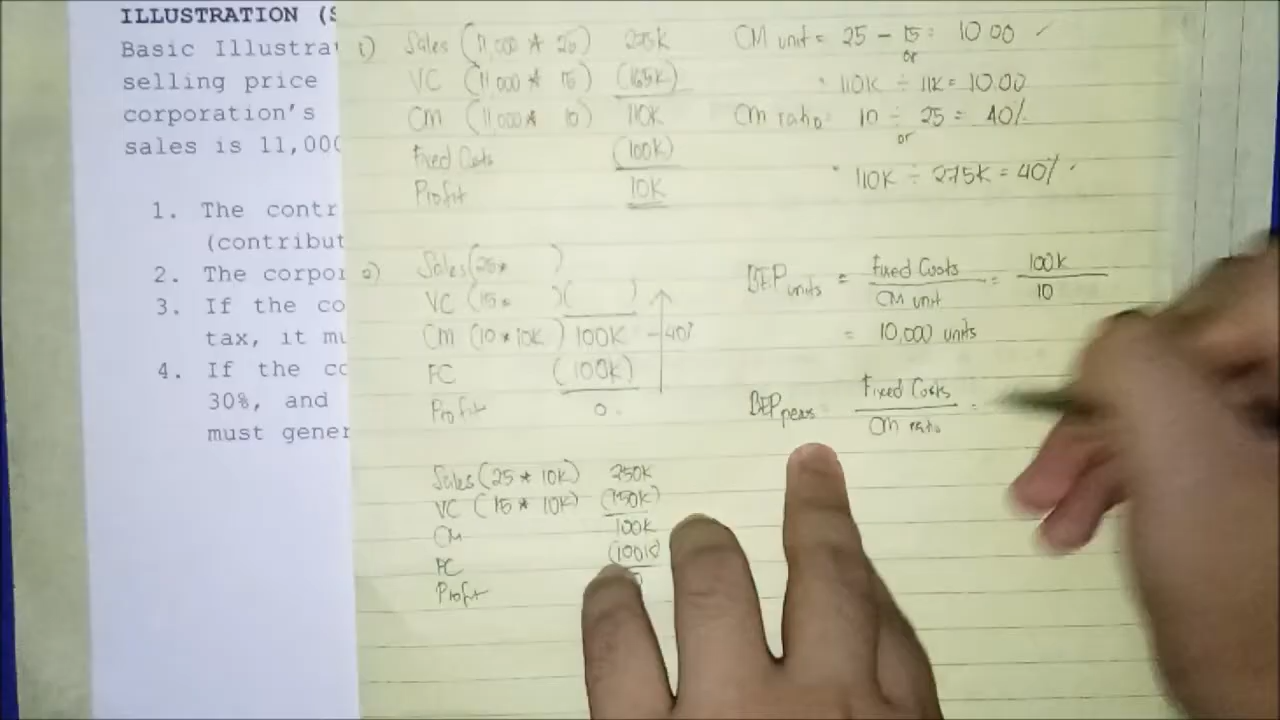 ILLUSTRATION (S
Basic Illustra
selling price
corporation's
sales is 11,000
1. The contr
(contribut
2. The corpor
3. If the co
tax, it mu
4. If the co
30%, and
must gener
1) Sales (11,000 * 25) 275K
VC (11,000 * 15) (165K)
CM (11,000 * 10) 110K
Fixed Costs (100K)
Profit 10K
CM unit = 25 - 15 = 10.00
or
110K ÷ 11K = 10.00
CM ratio = 10 ÷ 25 = 40%
or
110K ÷ 275K = 40%
2) Sales (25* )
VC (15* ) ( )
CM (10*10K) 100K - 40%
FC (100K)
Profit 0.
BEP units = Fixed Costs / CM unit = 100K / 10
= 10,000 units
BEP pesos = Fixed Costs / CM ratio =
Sales (25 * 10K) 250K
VC (15 * 10K) (150K)
CM 100K
FC (100K)
Profit